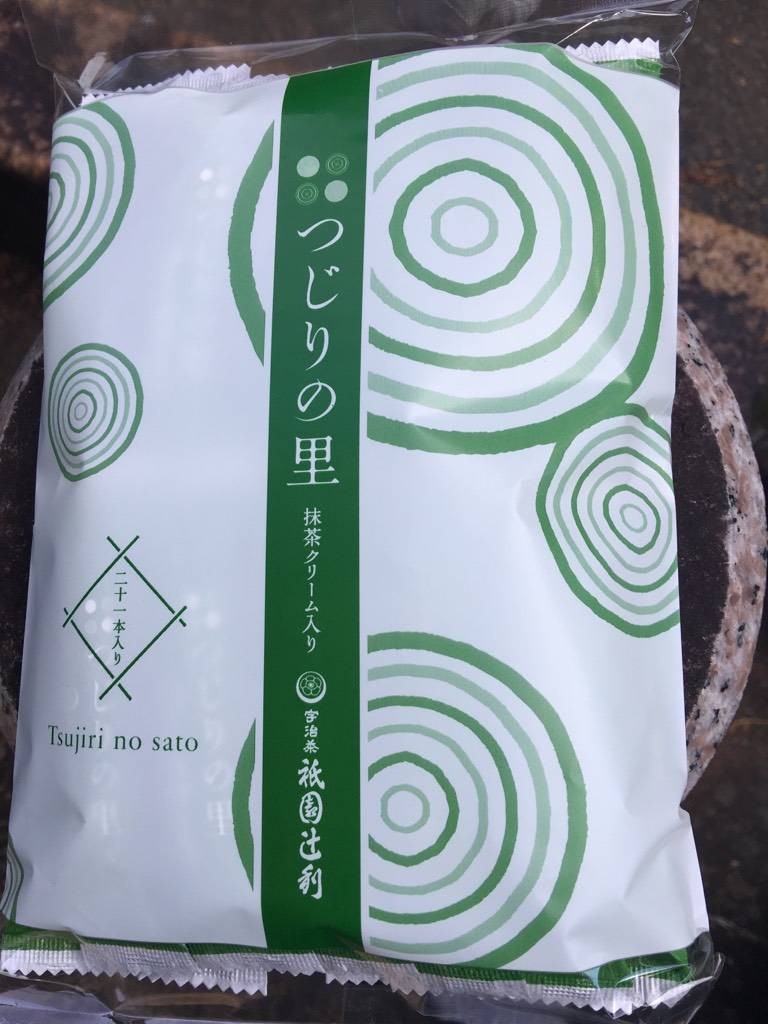 つじりの里
抹茶クリーム入り
宇治茶
祇園辻利
二十一本入り
Tsujiri no sato